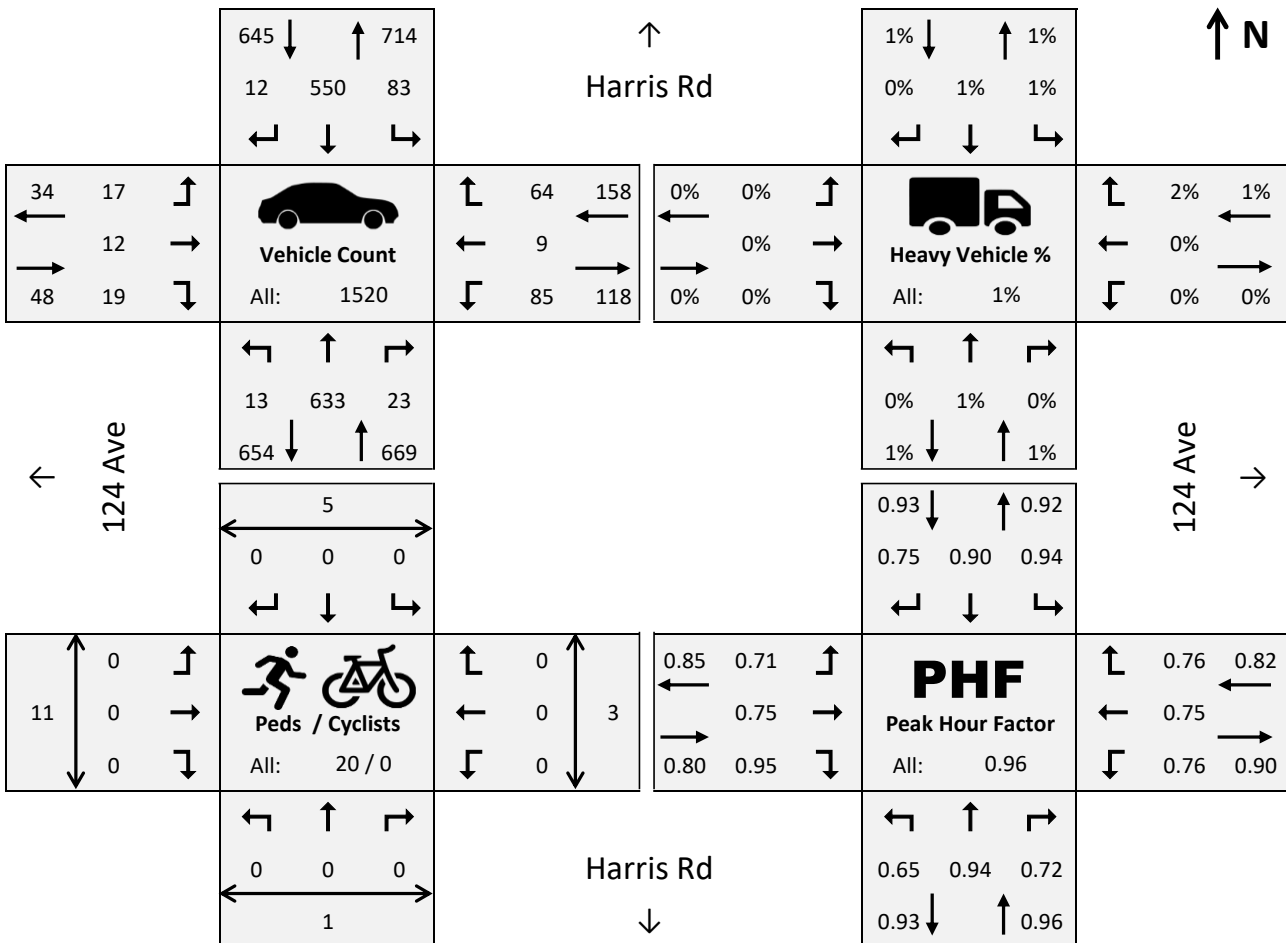 645 714 1% 1% N
Harris Rd
12 550 83 0% 1% 1%
34 17 64 158 0% 0% 2% 1%
12 Vehicle Count 9 0% Heavy Vehicle % 0%
48 19 All: 1520 85 118 0% 0% All: 1% 0% 0%
13 633 23 0% 1% 0%
654 669 1% 1%
124 Ave 124 Ave
5 0.93 0.92
0 0 0 0.75 0.90 0.94
0 0 0.85 0.71 PHF 0.76 0.82
11 0 Peds / Cyclists 0 3 0.75 Peak Hour Factor 0.75
0 All: 20 / 0 0 0.80 0.95 All: 0.96 0.76 0.90
0 0 0 Harris Rd 0.65 0.94 0.72
1 0.93 0.96